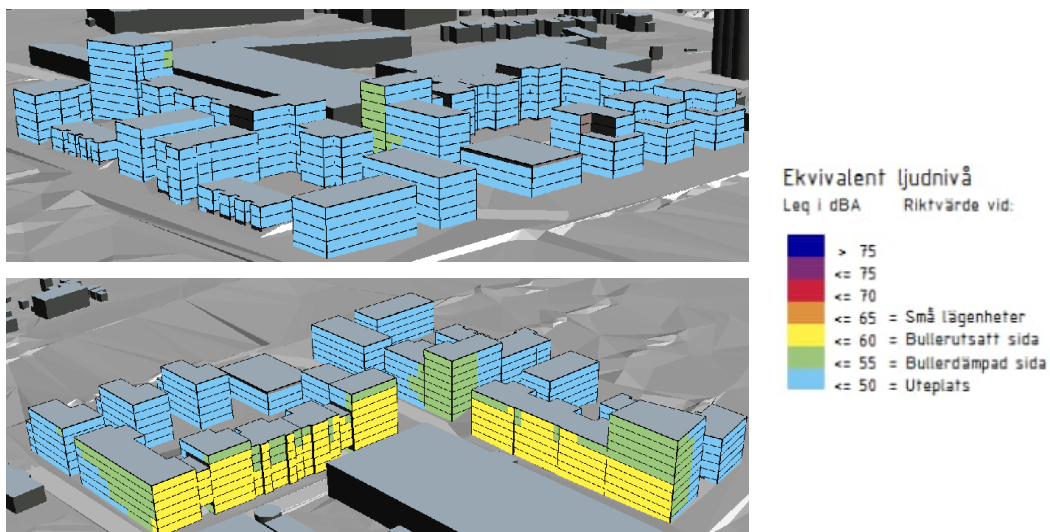 Ekvivalent ljudnivå
Leq i dBA Riktvärde vid:
> 75
<= 75
<= 70
<= 65 = Små lägenheter
<= 60 = Bullerutsatt sida
<= 55 = Bullerdämpad sida
<= 50 = Uteplats